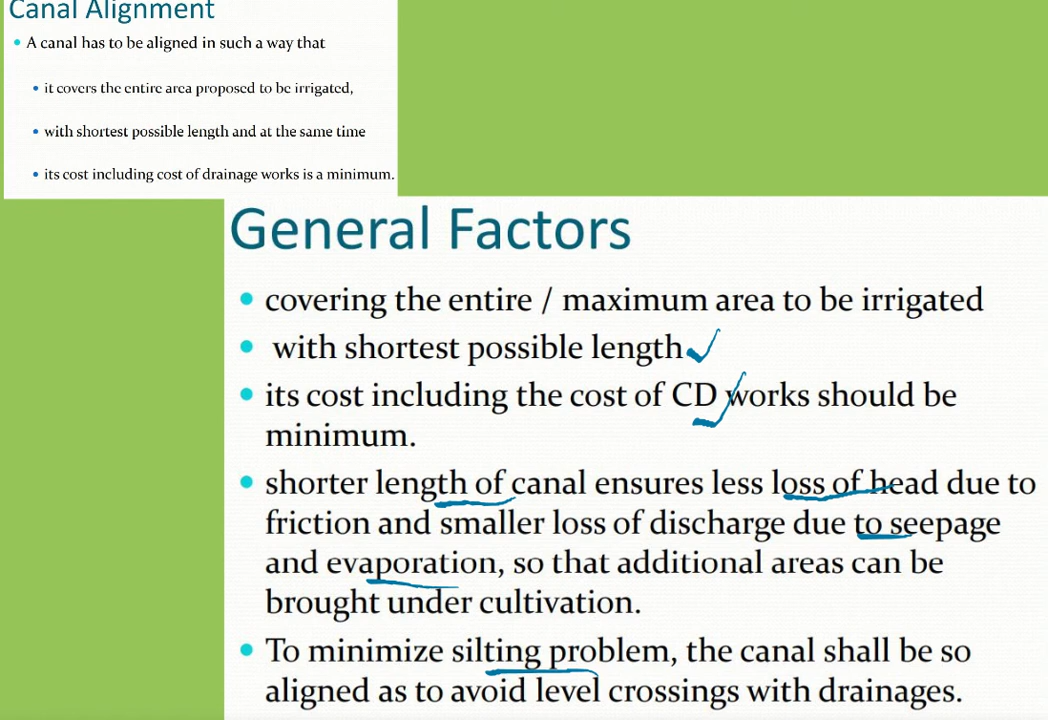 Canal Alignment
• A canal has to be aligned in such a way that
• it covers the entire area proposed to be irrigated,
• with shortest possible length and at the same time
• its cost including cost of drainage works is a minimum.
General Factors
• covering the entire / maximum area to be irrigated
• with shortest possible length
• its cost including the cost of CD works should be
minimum.
• shorter length of canal ensures less loss of head due to
friction and smaller loss of discharge due to seepage
and evaporation, so that additional areas can be
brought under cultivation.
• To minimize silting problem, the canal shall be so
aligned as to avoid level crossings with drainages.